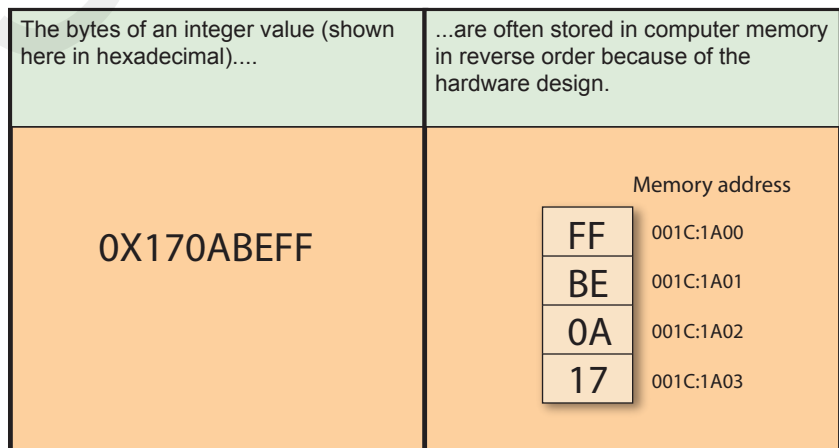 The bytes of an integer value (shown
here in hexadecimal)....
...are often stored in computer memory
in reverse order because of the
hardware design.
0X170ABEFF
Memory address
FF 001C:1A00
BE 001C:1A01
0A 001C:1A02
17 001C:1A03